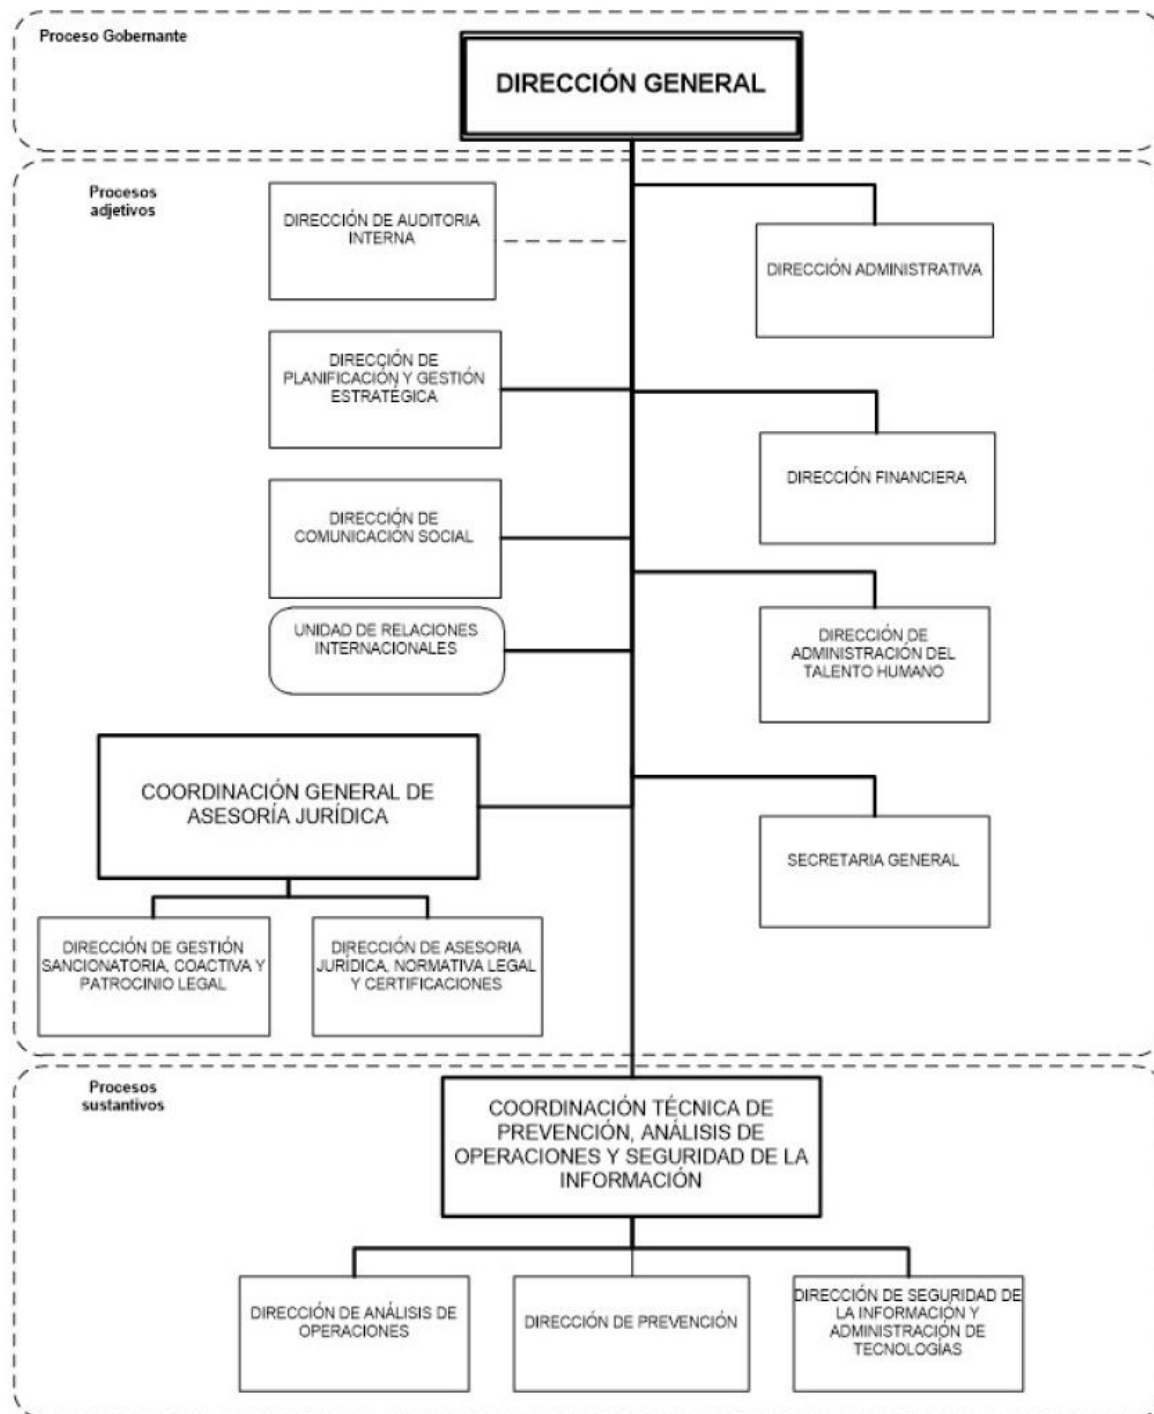 Proceso Gobernante
DIRECCIÓN GENERAL
Procesos
adjetivos
DIRECCIÓN DE AUDITORIA
INTERNA
DIRECCIÓN ADMINISTRATIVA
DIRECCIÓN DE
PLANIFICACIÓN Y GESTIÓN
ESTRATÉGICA
DIRECCIÓN FINANCIERA
DIRECCIÓN DE
COMUNICACIÓN SOCIAL
UNIDAD DE RELACIONES
INTERNACIONALES
DIRECCIÓN DE
ADMINISTRACIÓN DEL
TALENTO HUMANO
COORDINACIÓN GENERAL DE
ASESORÍA JURÍDICA
SECRETARIA GENERAL
DIRECCIÓN DE GESTIÓN
SANCIONATORIA, COACTIVA Y
PATROCINIO LEGAL
DIRECCIÓN DE ASESORIA
JURÍDICA, NORMATIVA LEGAL
Y CERTIFICACIONES
Procesos
sustantivos
COORDINACIÓN TÉCNICA DE
PREVENCIÓN, ANÁLISIS DE
OPERACIONES Y SEGURIDAD DE LA
INFORMACIÓN
DIRECCIÓN DE ANÁLISIS DE
OPERACIONES
DIRECCIÓN DE PREVENCIÓN
DIRECCIÓN DE SEGURIDAD DE
LA INFORMACIÓN Y
ADMINISTRACIÓN DE
TECNOLOGÍAS